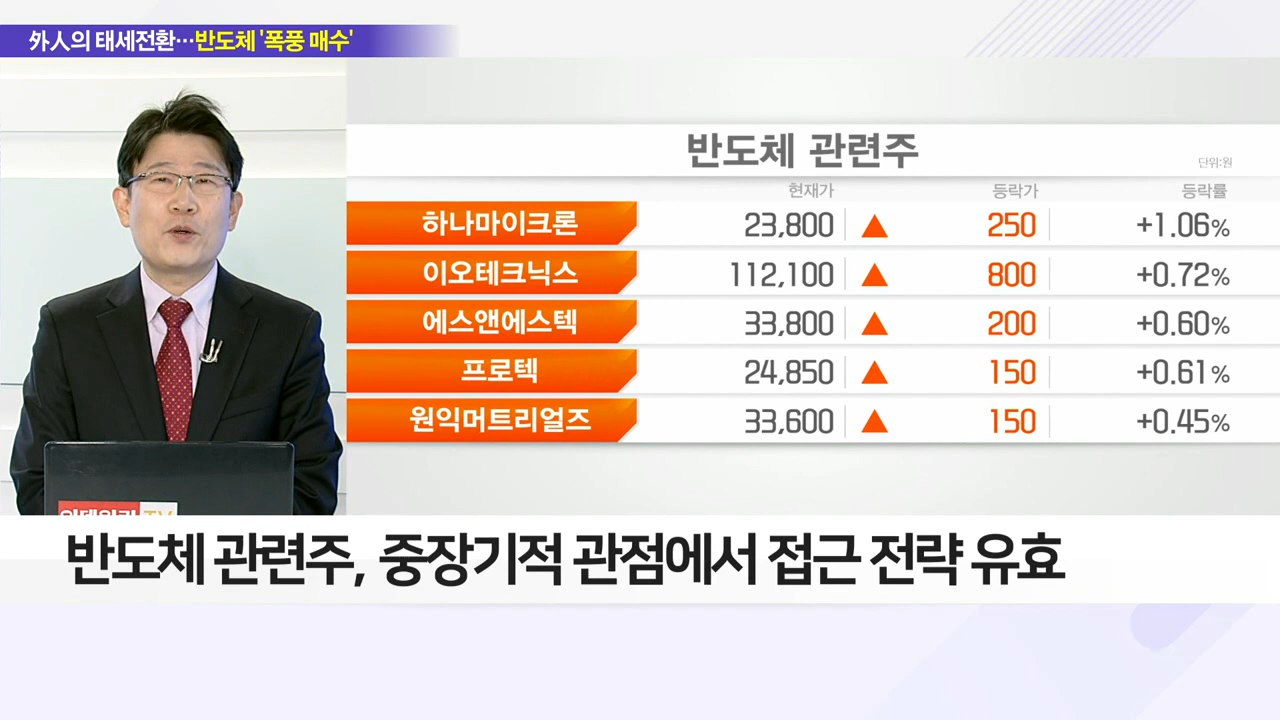 外人의 태세전환…반도체 '폭풍 매수'
반도체 관련주
단위:원
현재가 등락가 등락률
하나마이크론 23,800 ▲ 250 +1.06%
이오테크닉스 112,100 ▲ 800 +0.72%
에스앤에스텍 33,800 ▲ 200 +0.60%
프로텍 24,850 ▲ 150 +0.61%
원익머트리얼즈 33,600 ▲ 150 +0.45%
반도체 관련주, 중장기적 관점에서 접근 전략 유효